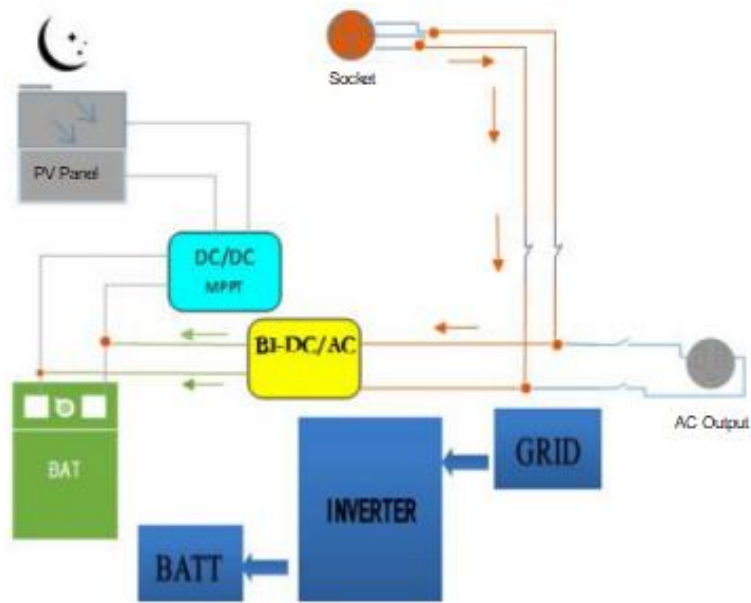 Socket
PV Panel
DC/DC
MPPT
BI-DC/AC
AC Output
BAT
GRID
INVERTER
BATT